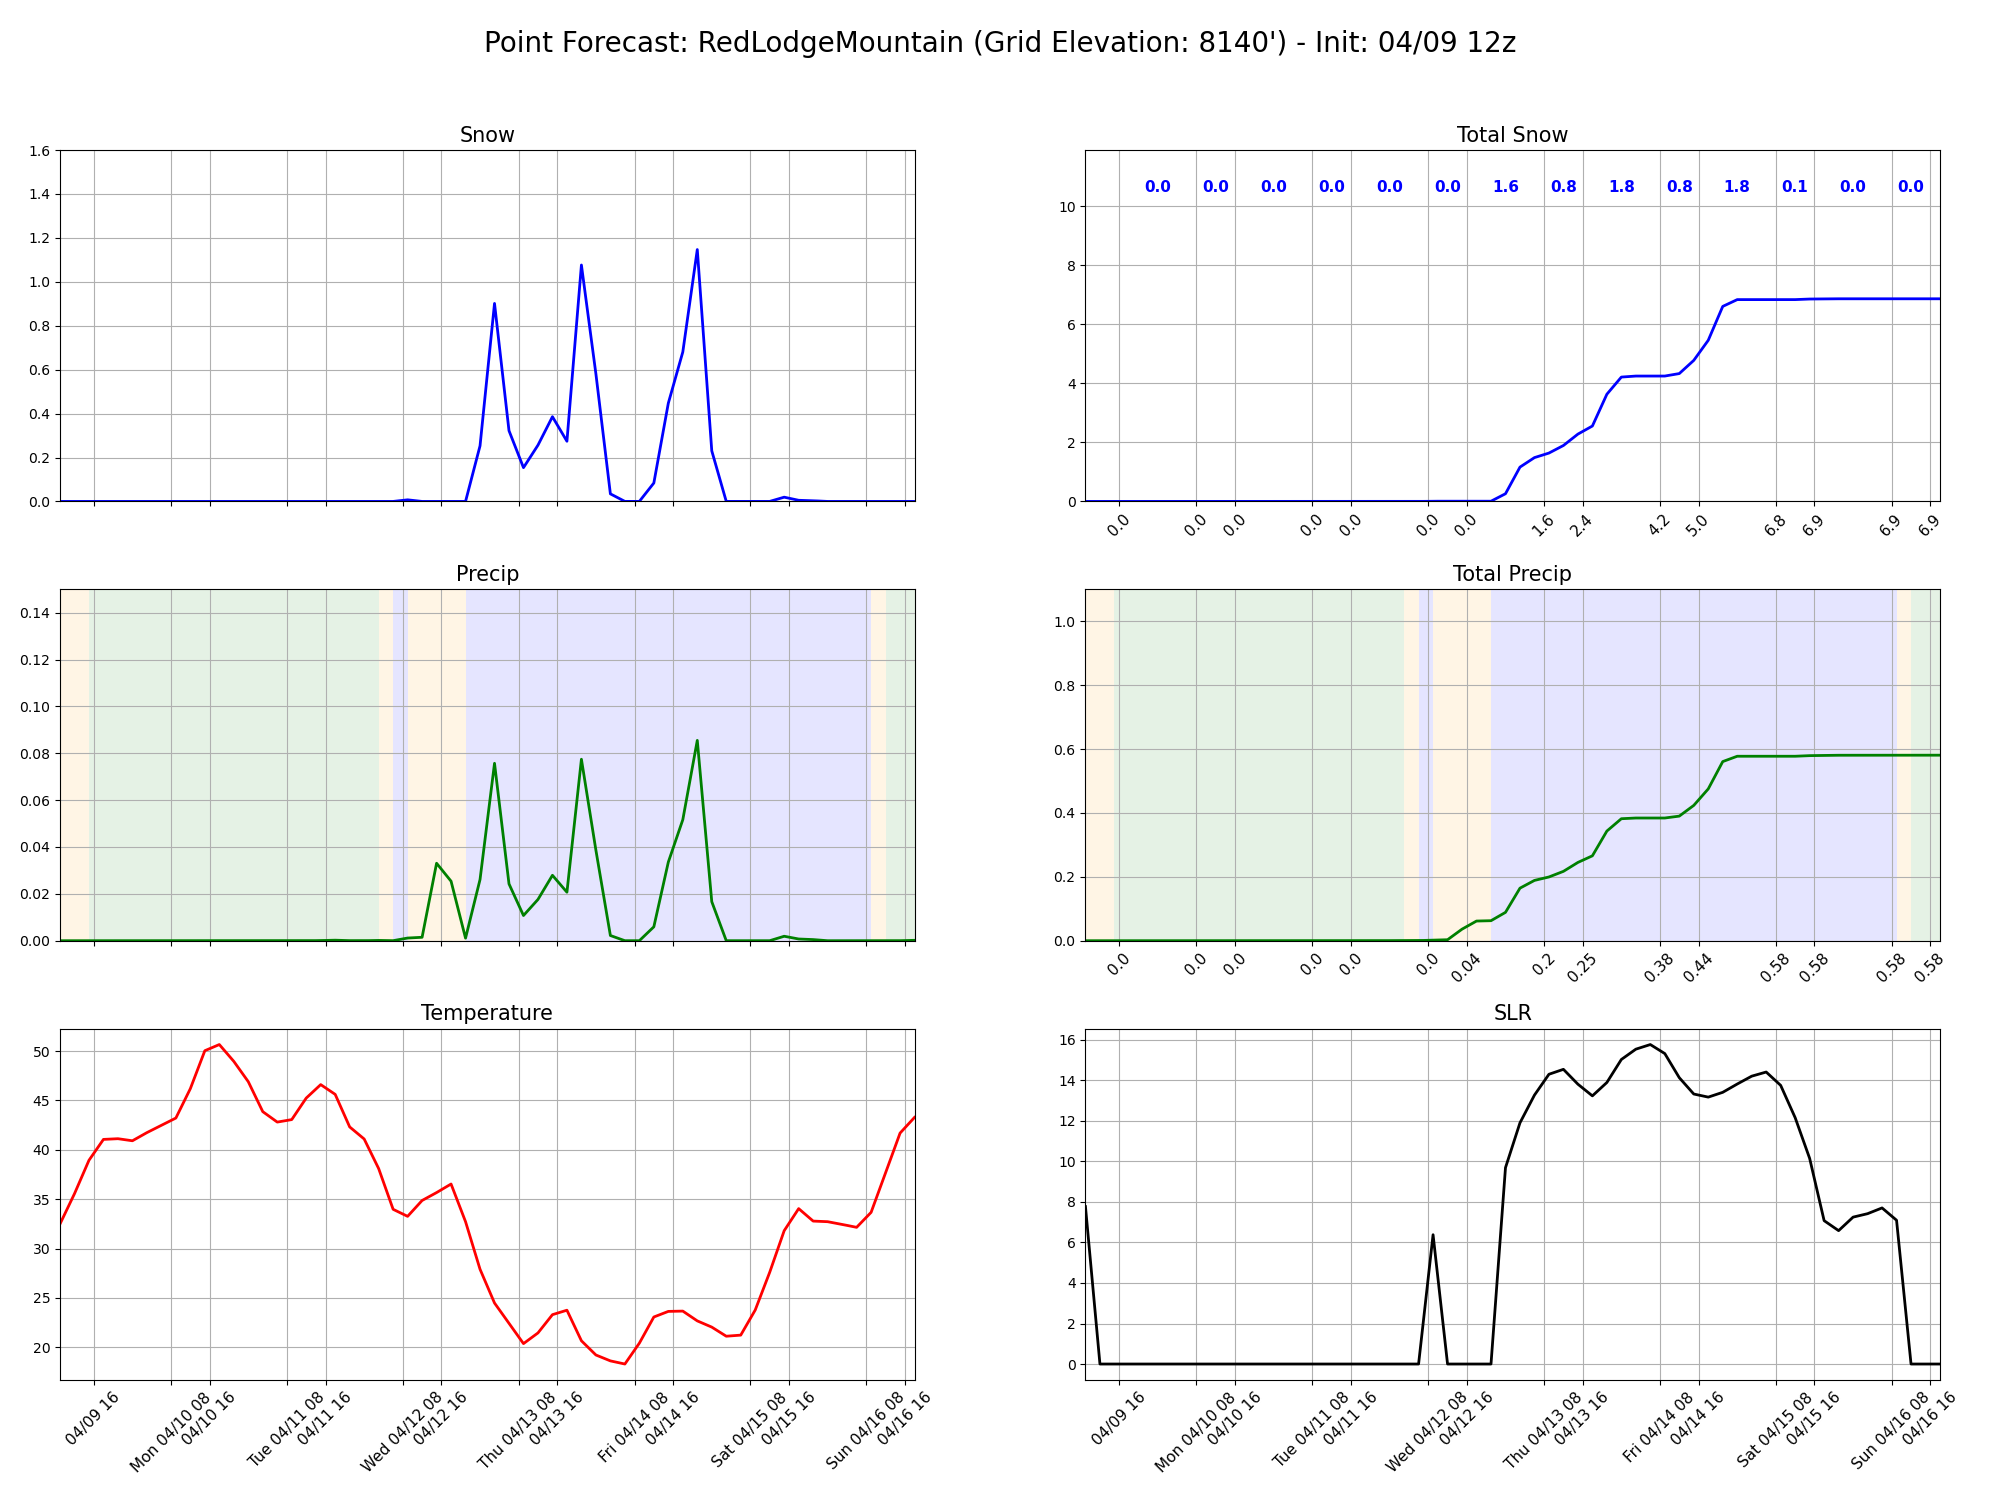 Point Forecast: RedLodgeMountain (Grid Elevation: 8140') - Init: 04/09 12z
Snow
1.6
1.4
1.2
1.0
0.8
0.6
0.4
0.2
0.0
Total Snow
0.0 0.0 0.0 0.0 0.0 0.0 1.6 0.8 1.8 0.8 1.8 0.1 0.0 0.0
10
8
6
4
2
0
0.0 0.0 0.0 0.0 0.0 0.0 0.0 1.6 2.4 4.2 5.0 6.8 6.9 6.9 6.9
Precip
0.14
0.12
0.10
0.08
0.06
0.04
0.02
0.00
Total Precip
1.0
0.8
0.6
0.4
0.2
0.0
0.0 0.0 0.0 0.0 0.0 0.0 0.04 0.2 0.25 0.38 0.44 0.58 0.58 0.58 0.58
Temperature
50
45
40
35
30
25
20
04/09 16
Mon 04/10 08
04/10 16
Tue 04/11 08
04/11 16
Wed 04/12 08
04/12 16
Thu 04/13 08
04/13 16
Fri 04/14 08
04/14 16
Sat 04/15 08
04/15 16
Sun 04/16 08
04/16 16
SLR
16
14
12
10
8
6
4
2
0
04/09 16
Mon 04/10 08
04/10 16
Tue 04/11 08
04/11 16
Wed 04/12 08
04/12 16
Thu 04/13 08
04/13 16
Fri 04/14 08
04/14 16
Sat 04/15 08
04/15 16
Sun 04/16 08
04/16 16